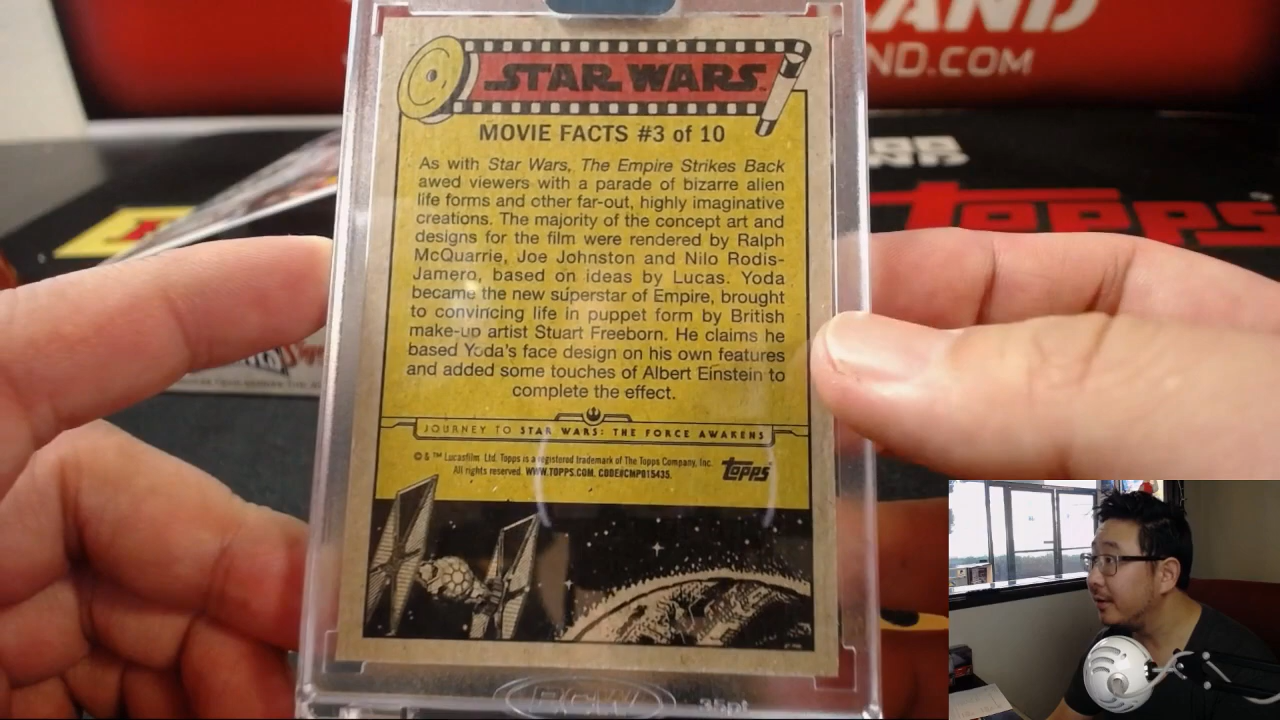 LAND
ND.COM
STAR WARS
MOVIE FACTS #3 of 10
As with Star Wars, The Empire Strikes Back
awed viewers with a parade of bizarre alien
life forms and other far-out, highly imaginative
creations. The majority of the concept art and
designs for the film were rendered by Ralph
McQuarrie, Joe Johnston and Nilo Rodis-
Jamero, based on ideas by Lucas. Yoda
became the new superstar of Empire, brought
to convincing life in puppet form by British
make-up artist Stuart Freeborn. He claims he
based Yoda's face design on his own features
and added some touches of Albert Einstein to
complete the effect.
JOURNEY TO STAR WARS: THE FORCE AWAKENS
© & ™ Lucasfilm Ltd. Topps is a registered trademark of The Topps Company, Inc.
All rights reserved. WWW.TOPPS.COM. CODE#CMP015435.
topps
topps
BCW
35pt